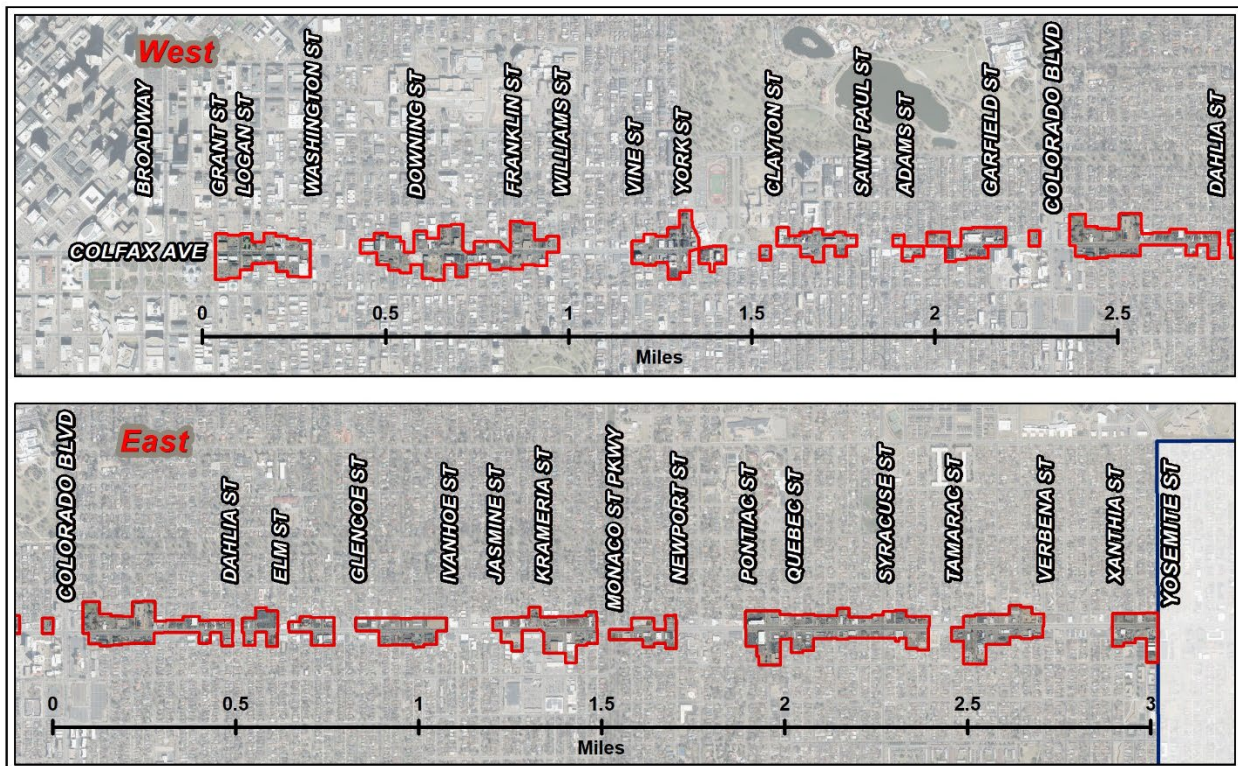 West
BROADWAY
GRANT ST
LOGAN ST
WASHINGTON ST
DOWNING ST
FRANKLIN ST
WILLIAMS ST
VINE ST
YORK ST
CLAYTON ST
SAINT PAUL ST
ADAMS ST
GARFIELD ST
COLORADO BLVD
DAHLIA ST
COLFAX AVE
0 0.5 1 1.5 2 2.5
Miles
East
COLORADO BLVD
DAHLIA ST
ELM ST
GLENCOE ST
IVANHOE ST
JASMINE ST
KRAMERIA ST
MONACO ST PKWY
NEWPORT ST
PONTIAC ST
QUEBEC ST
SYRACUSE ST
TAMARAC ST
VERBENA ST
XANTHIA ST
YOSEMITE ST
0 0.5 1 1.5 2 2.5 3
Miles